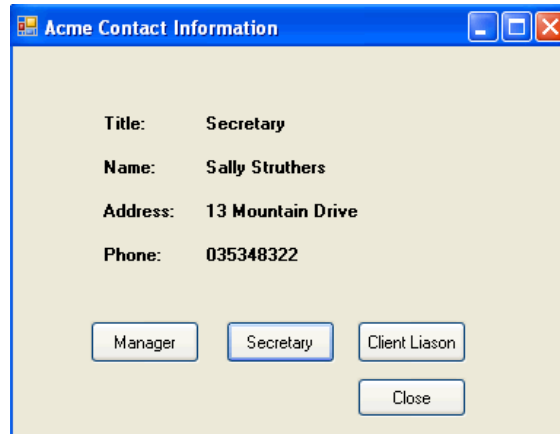 Acme Contact Information
Title: Secretary
Name: Sally Struthers
Address: 13 Mountain Drive
Phone: 035348322
Manager Secretary Client Liason
Close